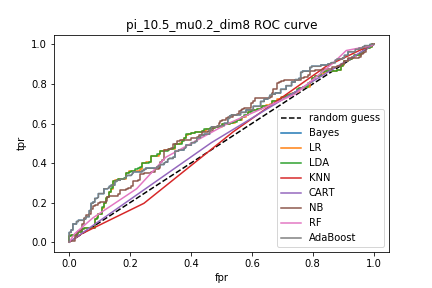 pi_10.5_mu0.2_dim8 ROC curve
tpr
1.0
0.8
0.6
0.4
0.2
0.0
random guess
Bayes
LR
LDA
KNN
CART
NB
RF
AdaBoost
0.0 0.2 0.4 0.6 0.8 1.0
fpr